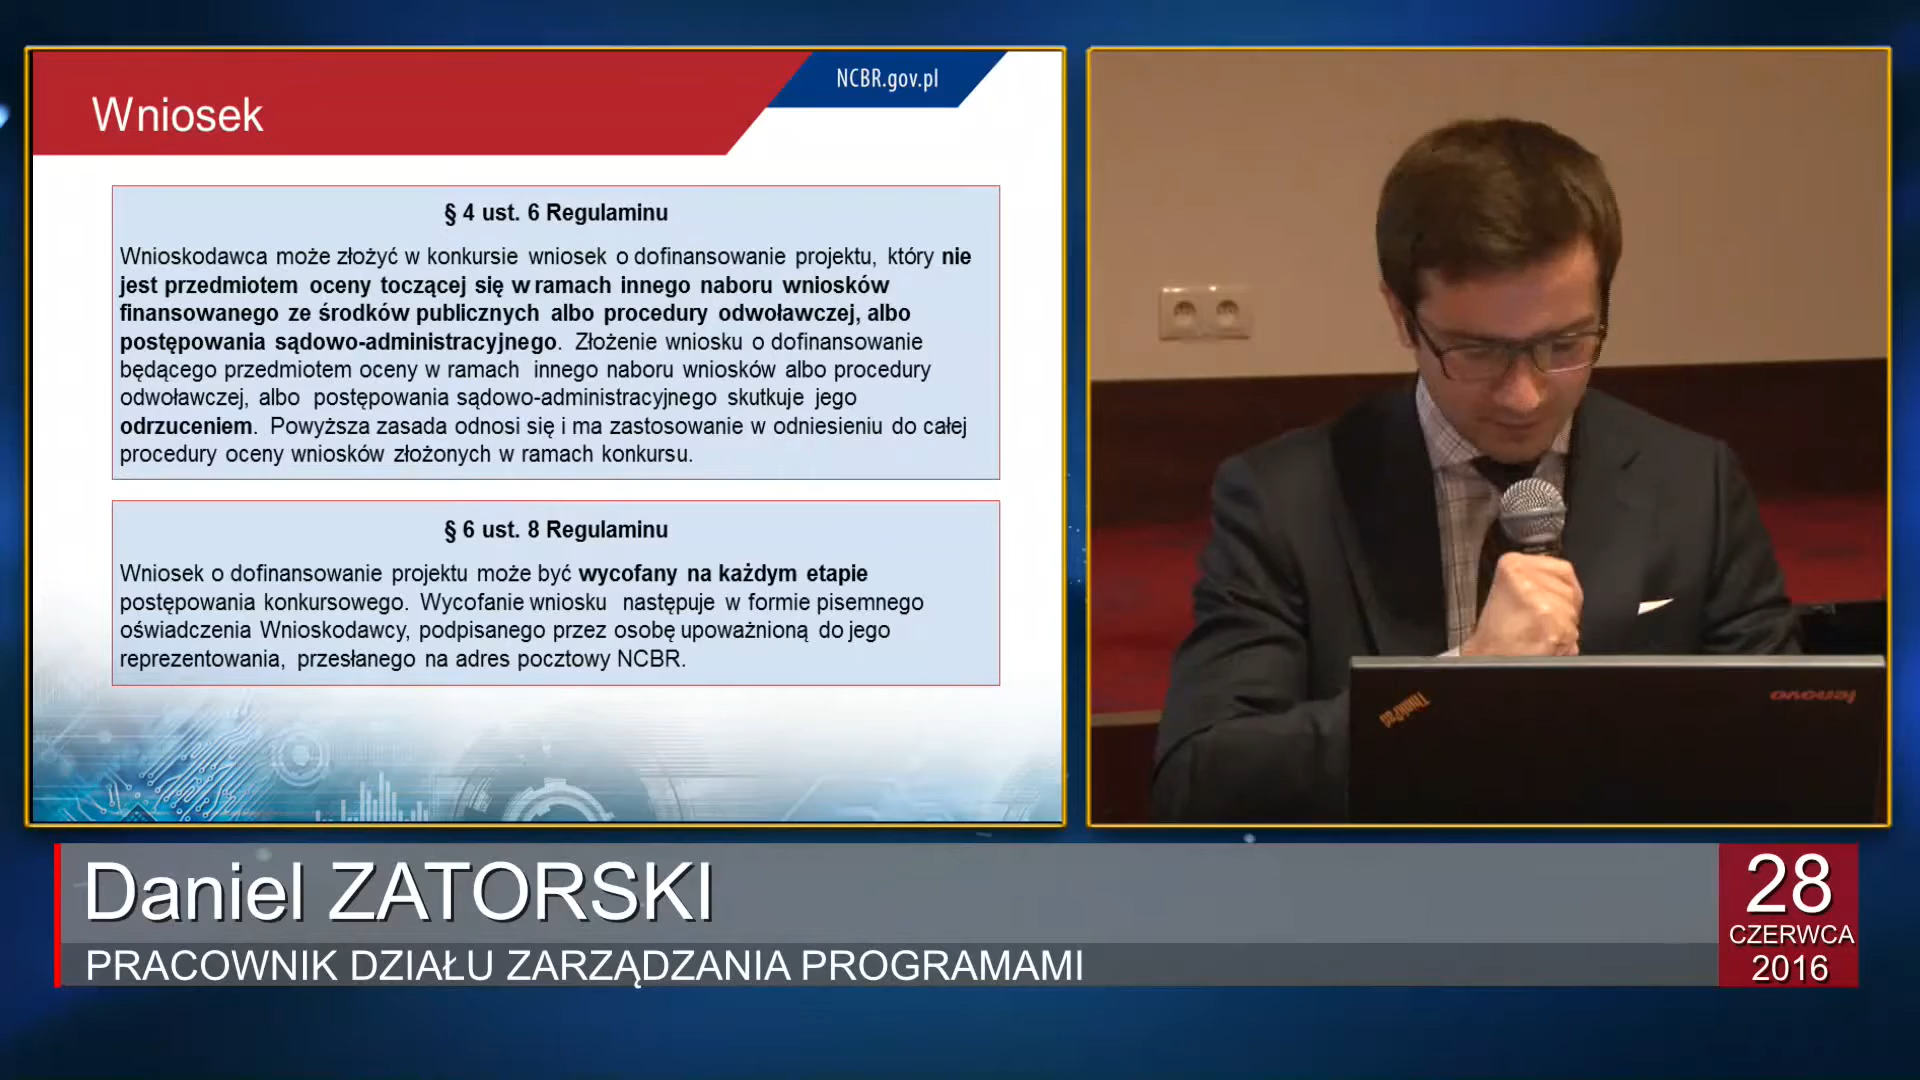 NCBR.gov.pl
Wniosek
§ 4 ust. 6 Regulaminu
Wnioskodawca może złożyć w konkursie wniosek o dofinansowanie projektu, który nie
jest przedmiotem oceny toczącej się w ramach innego naboru wniosków
finansowanego ze środków publicznych albo procedury odwoławczej, albo
postępowania sądowo-administracyjnego. Złożenie wniosku o dofinansowanie
będącego przedmiotem oceny w ramach innego naboru wniosków albo procedury
odwoławczej, albo postępowania sądowo-administracyjnego skutkuje jego
odrzuceniem. Powyższa zasada odnosi się i ma zastosowanie w odniesieniu do całej
procedury oceny wniosków złożonych w ramach konkursu.
§ 6 ust. 8 Regulaminu
Wniosek o dofinansowanie projektu może być wycofany na każdym etapie
postępowania konkursowego. Wycofanie wniosku następuje w formie pisemnego
oświadczenia Wnioskodawcy, podpisanego przez osobę upoważnioną do jego
reprezentowania, przesłanego na adres pocztowy NCBR.
ThinkPad
lenovo
Daniel ZATORSKI
PRACOWNIK DZIAŁU ZARZĄDZANIA PROGRAMAMI
28
CZERWCA
2016